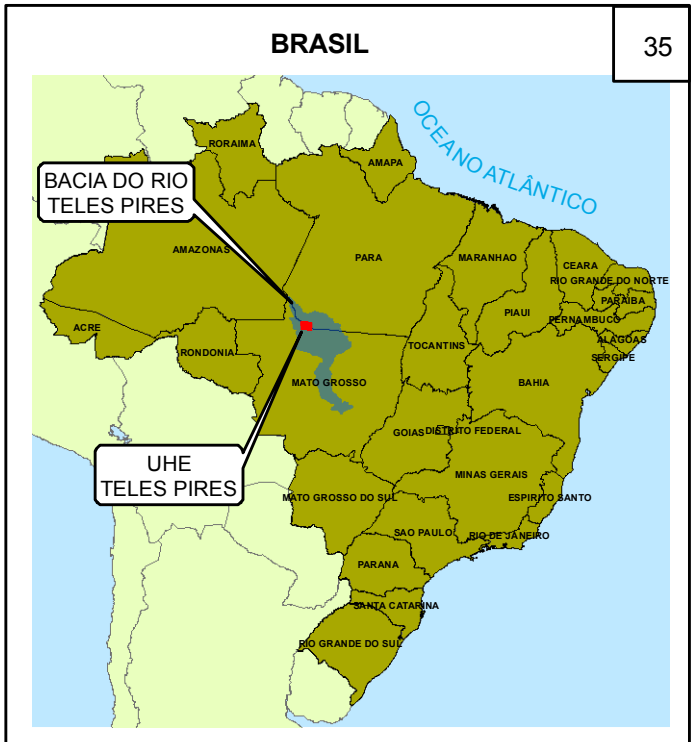 BRASIL
35
OCEANO ATLÂNTICO
RORAIMA
AMAPA
BACIA DO RIO
TELES PIRES
AMAZONAS
PARA
MARANHAO
CEARA
RIO GRANDE DO NORTE
PARAIBA
PIAUI
PERNAMBUCO
ACRE
ALAGOAS
RONDONIA
TOCANTINS
SERGIPE
MATO GROSSO
BAHIA
GOIAS
DISTRITO FEDERAL
UHE
TELES PIRES
MINAS GERAIS
MATO GROSSO DO SUL
ESPIRITO SANTO
SAO PAULO
RIO DE JANEIRO
PARANA
SANTA CATARINA
RIO GRANDE DO SUL